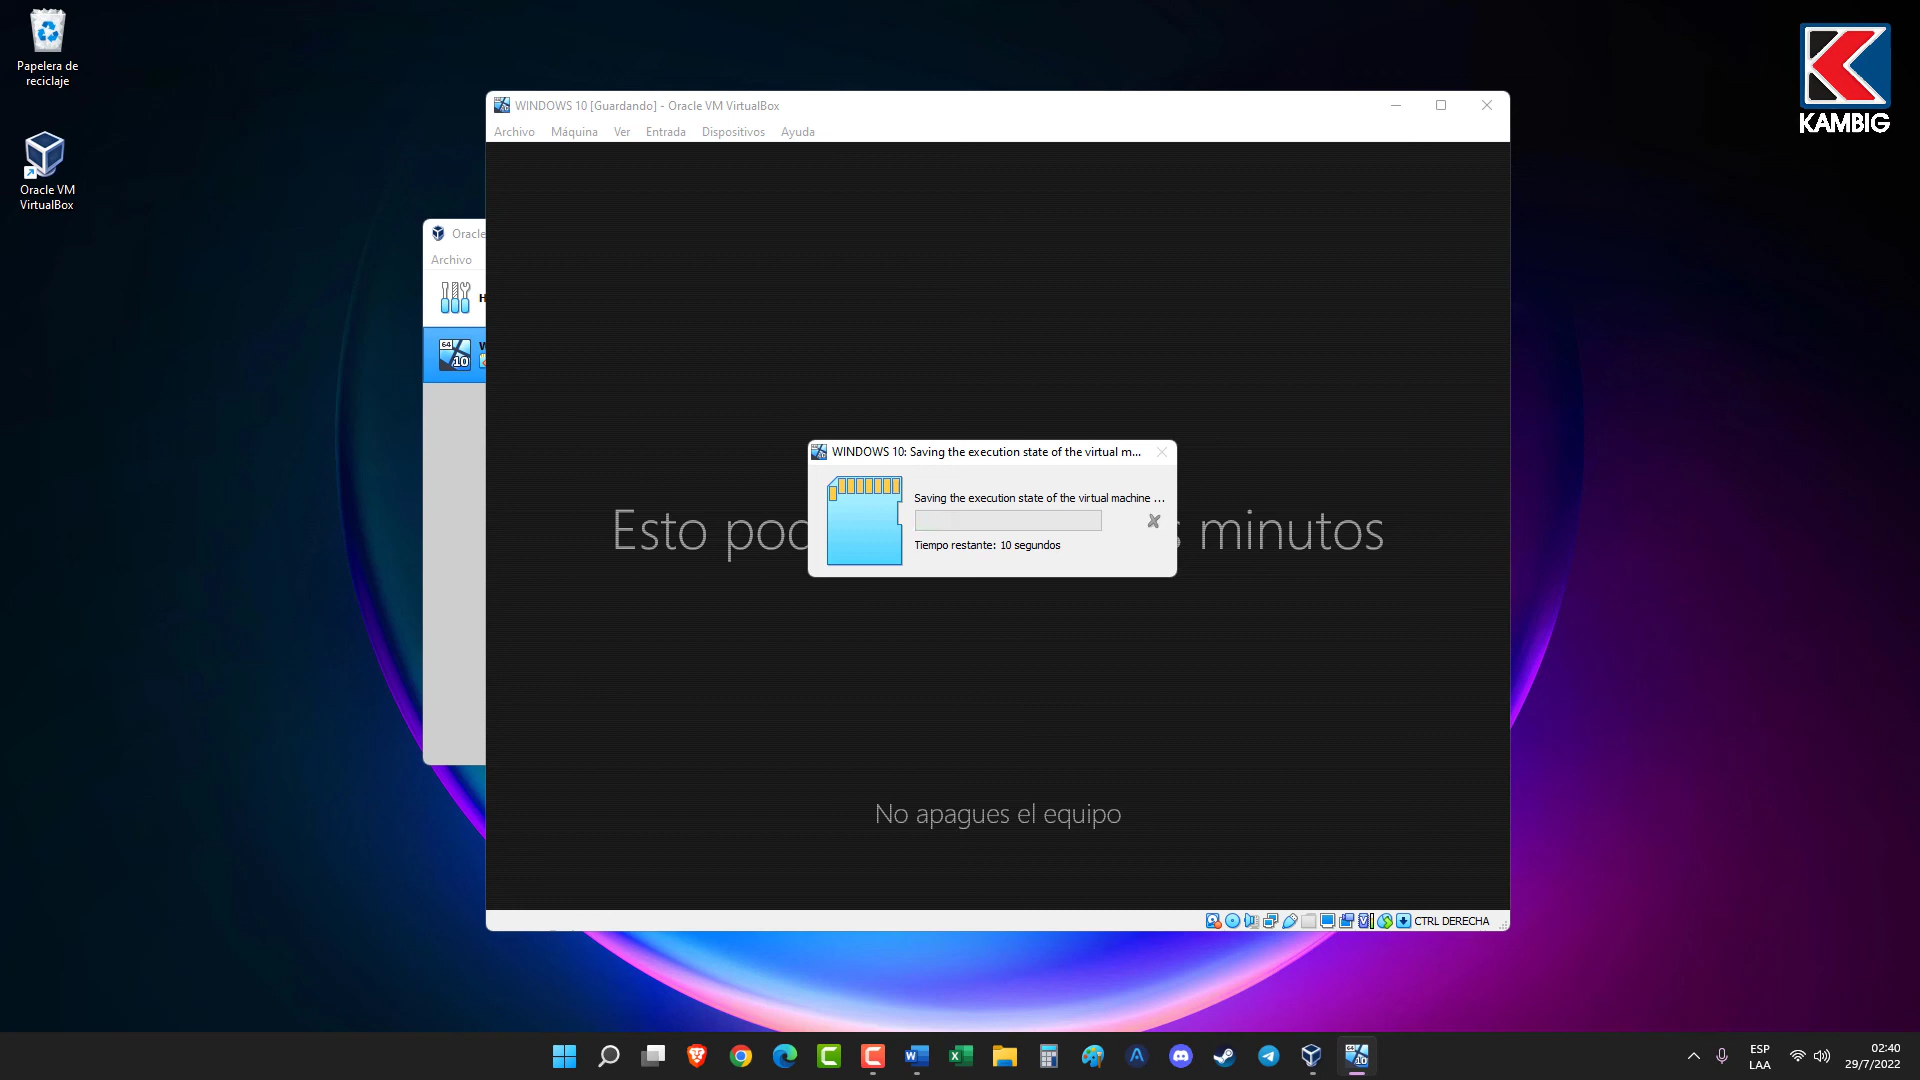 Papelera de
reciclaje
Oracle VM
VirtualBox
KAMBIG
WINDOWS 10 [Guardando] - Oracle VM VirtualBox
Archivo Máquina Ver Entrada Dispositivos Ayuda
Oracle
Archivo
H
W
64
10
WINDOWS 10: Saving the execution state of the virtual m...
Saving the execution state of the virtual machine ...
Tiempo restante: 10 segundos
Esto minutos
No apagues el equipo
CTRL DERECHA
ESP
LAA
02:40
29/7/2022